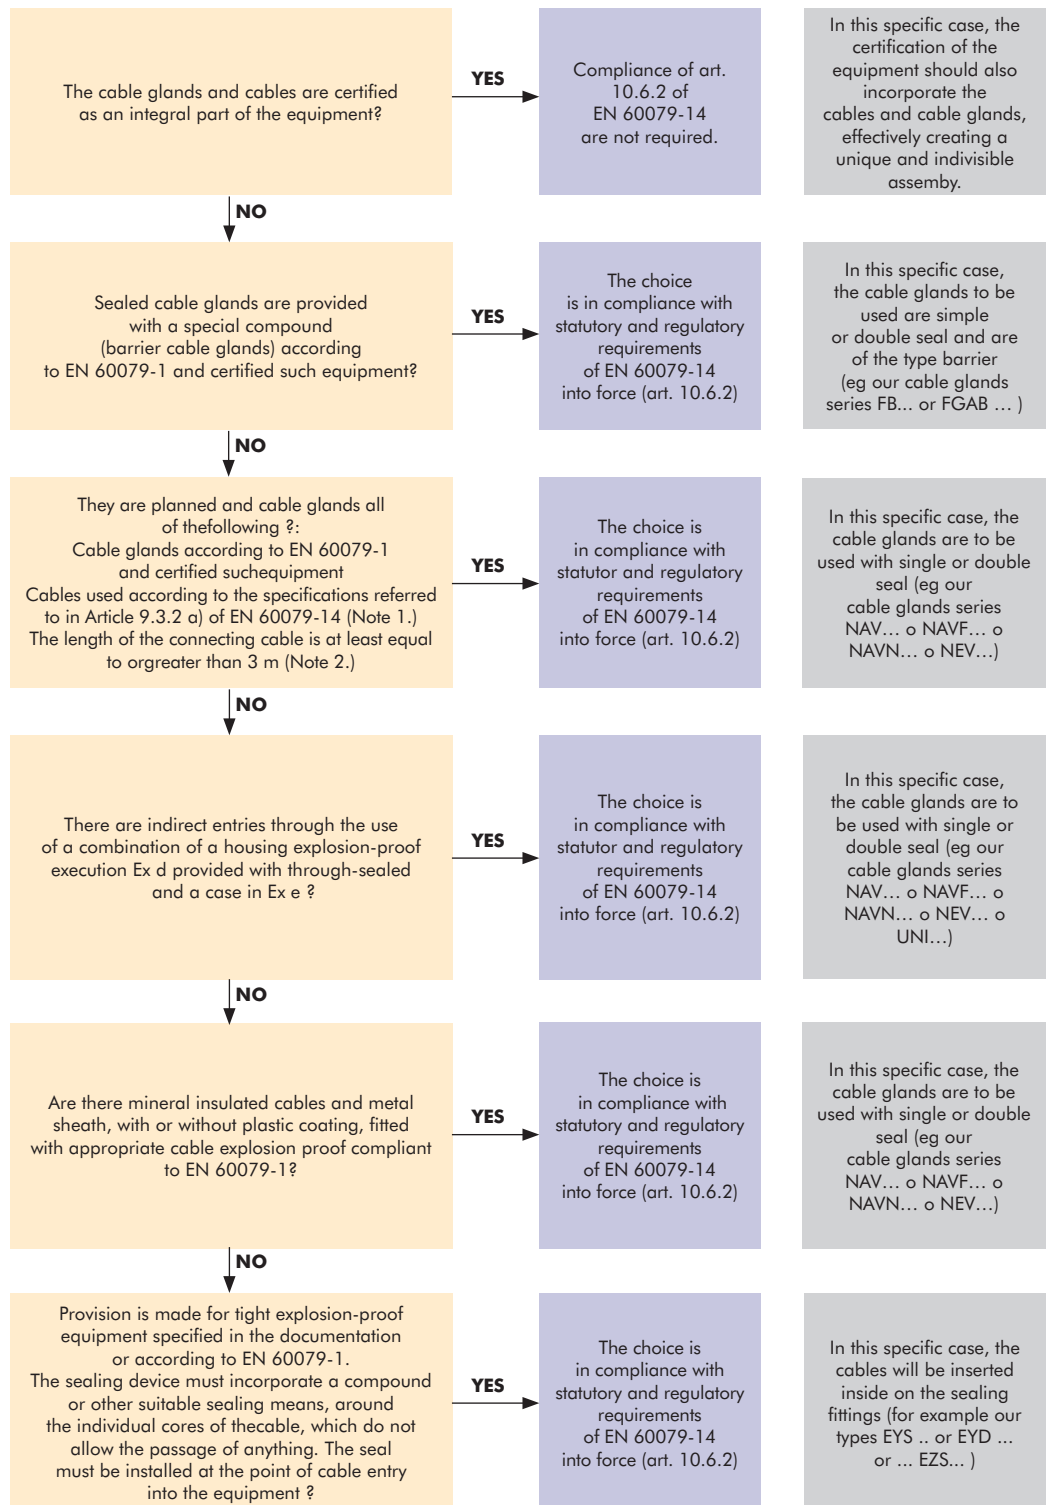 The cable glands and cables are certified
as an integral part of the equipment?
YES
Compliance of art.
10.6.2 of
EN 60079-14
are not required.
In this specific case, the
certification of the
equipment should also
incorporate the
cables and cable glands,
effectively creating a
unique and indivisible
assemby.
NO
Sealed cable glands are provided
with a special compound
(barrier cable glands) according
to EN 60079-1 and certified such equipment?
YES
The choice
is in compliance with
statutory and regulatory
requirements
of EN 60079-14
into force (art. 10.6.2)
In this specific case,
the cable glands to be
used are simple
or double seal and are
of the type barrier
(eg our cable glands
series FB... or FGAB ... )
NO
They are planned and cable glands all
of thefollowing ?:
Cable glands according to EN 60079-1
and certified suchequipment
Cables used according to the specifications referred
to in Article 9.3.2 a) of EN 60079-14 (Note 1.)
The length of the connecting cable is at least equal
to orgreater than 3 m (Note 2.)
YES
The choice is
in compliance with
statutor and regulatory
requirements
of EN 60079-14
into force (art. 10.6.2)
In this specific case, the
cable glands are to be
used with single or double
seal (eg our
cable glands series
NAV... o NAVF... o
NAVN... o NEV...)
NO
There are indirect entries through the use
of a combination of a housing explosion-proof
execution Ex d provided with through-sealed
and a case in Ex e ?
YES
The choice is
in compliance with
statutor and regulatory
requirements
of EN 60079-14
into force (art. 10.6.2)
In this specific case,
the cable glands are to
be used with single or
double seal (eg our
cable glands series
NAV... o NAVF... o
NAVN... o NEV... o
UNI...)
NO
Are there mineral insulated cables and metal
sheath, with or without plastic coating, fitted
with appropriate cable explosion proof compliant
to EN 60079-1?
YES
The choice is
in compliance with
statutory and regulatory
requirements
of EN 60079-14
into force (art. 10.6.2)
In this specific case, the
cable glands are to be
used with single or double
seal (eg our
cable glands series
NAV... o NAVF... o
NAVN... o NEV...)
NO
Provision is made for tight explosion-proof
equipment specified in the documentation
or according to EN 60079-1.
The sealing device must incorporate a compound
or other suitable sealing means, around
the individual cores of thecable, which do not
allow the passage of anything. The seal
must be installed at the point of cable entry
into the equipment ?
YES
The choice is
in compliance with
statutory and regulatory
requirements
of EN 60079-14
into force (art. 10.6.2)
In this specific case, the
cables will be inserted
inside on the sealing
fittings (for example our
types EYS .. or EYD ...
or ... EZS... )